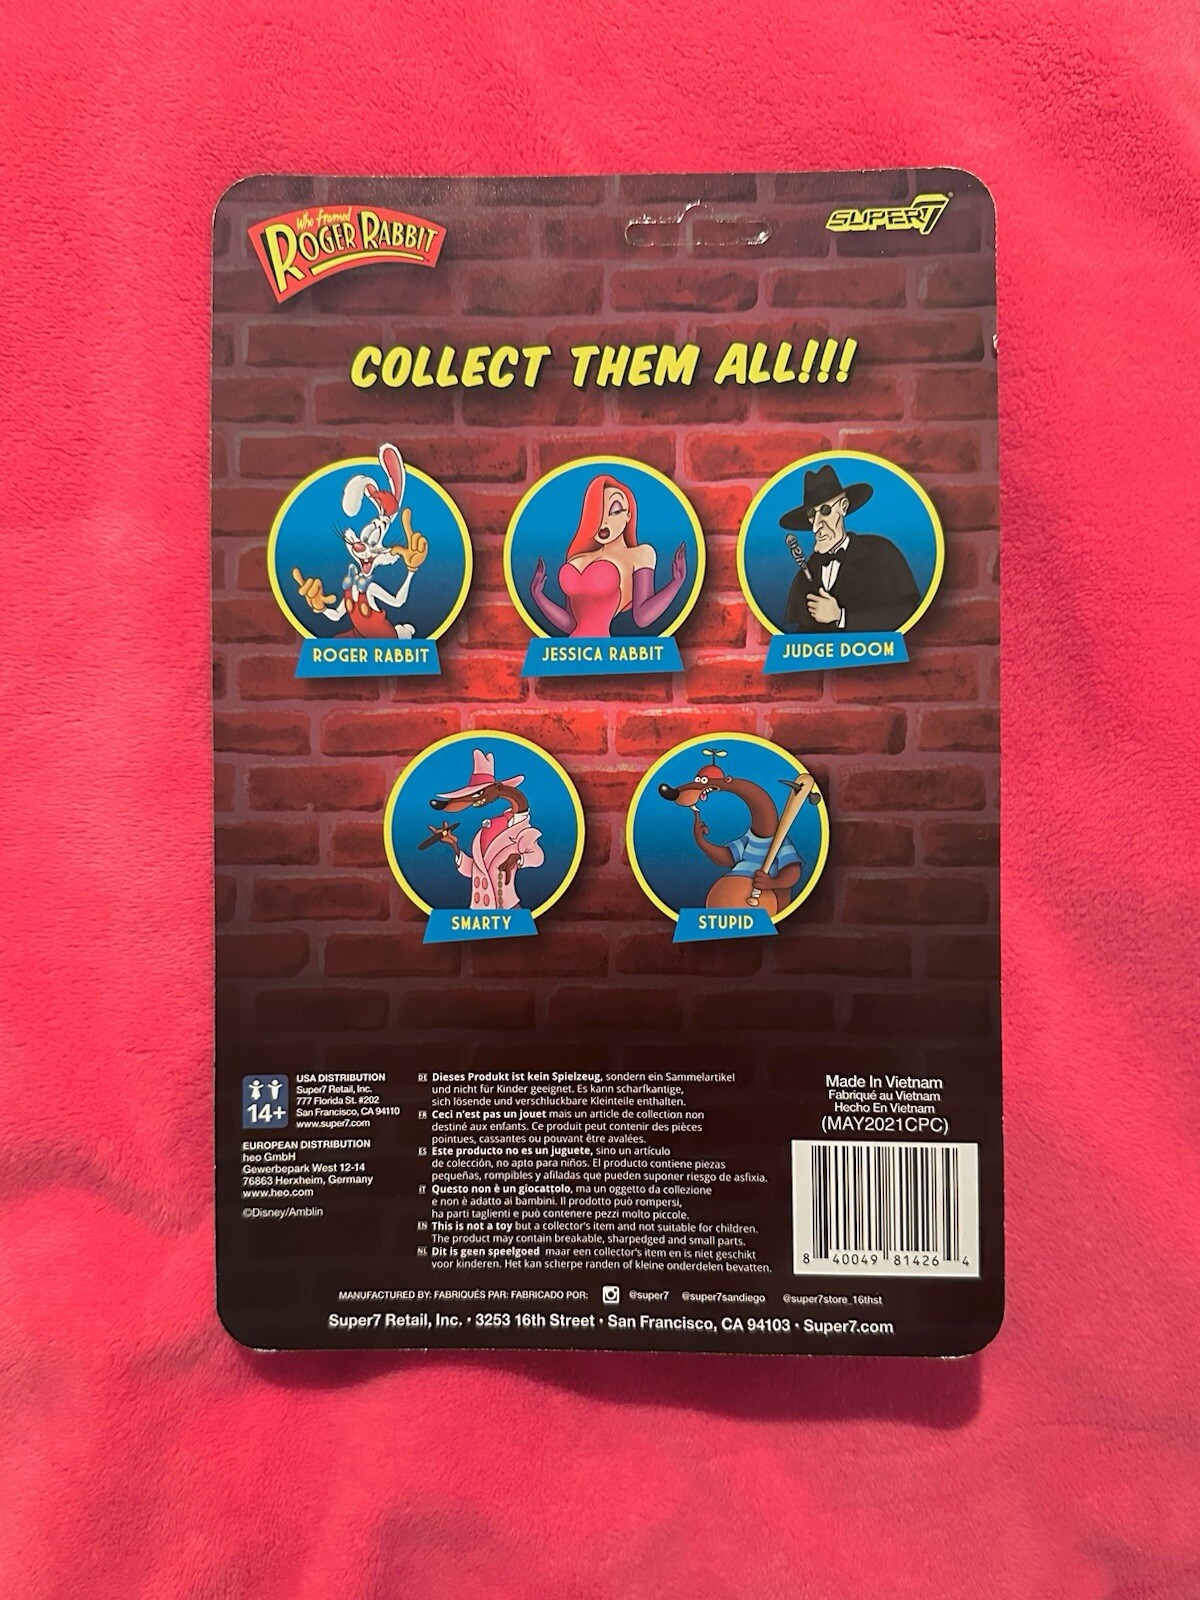 Who framed
ROGER RABBIT
SUPER7
COLLECT THEM ALL!!!
ROGER RABBIT
JESSICA RABBIT
JUDGE DOOM
SMARTY
STUPID
14+
USA DISTRIBUTION
Super7 Retail, Inc.
777 Florida St. #202
San Francisco, CA 94110
www.super7.com
EUROPEAN DISTRIBUTION
heo GmbH
Gewerbepark West 12-14
76863 Herxheim, Germany
www.heo.com
©Disney/Amblin
DE Dieses Produkt ist kein Spielzeug, sondern ein Sammelartikel
und nicht für Kinder geeignet. Es kann scharfkantige,
sich lösende und verschluckbare Kleinteile enthalten.
FR Ceci n'est pas un jouet mais un article de collection non
destiné aux enfants. Ce produit peut contenir des pièces
pointues, cassantes ou pouvant être avalées.
ES Este producto no es un juguete, sino un artículo
de colección, no apto para niños. El producto contiene piezas
pequeñas, rompibles y afiladas que pueden suponer riesgo de asfixia.
IT Questo non è un giocattolo, ma un oggetto da collezione
e non è adatto ai bambini. Il prodotto può rompersi,
ha parti taglienti e può contenere pezzi molto piccole.
EN This is not a toy but a collector's item and not suitable for children.
The product may contain breakable, sharpedged and small parts.
NL Dit is geen speelgoed maar een collector's item en is niet geschikt
voor kinderen. Het kan scherpe randen of kleine onderdelen bevatten.
Made In Vietnam
Fabriqué au Vietnam
Hecho En Vietnam
(MAY2021CPC)
8 40049 81426 4
MANUFACTURED BY: FABRIQUÉS PAR: FABRICADO POR: @super7 @super7sandiego @super7store_16thst
Super7 Retail, Inc. • 3253 16th Street • San Francisco, CA 94103 • Super7.com